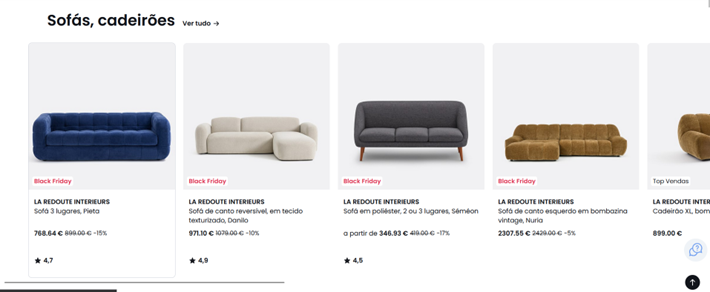 Sofás, cadeirões Ver tudo →
Black Friday
LA REDOUTE INTERIEURS
Sofá 3 lugares, Pieta
768.64 € 899.00 € -15%
★ 4,7
Black Friday
LA REDOUTE INTERIEURS
Sofá de canto reversível, em tecido
texturizado, Danilo
971.10 € 1079.00 € -10%
★ 4,9
Black Friday
LA REDOUTE INTERIEURS
Sofá em poliéster, 2 ou 3 lugares, Séméon
a partir de 346.93 € 419.00 € -17%
★ 4,5
Black Friday
LA REDOUTE INTERIEURS
Sofá de canto esquerdo em bombazina
vintage, Nuria
2307.55 € 2429.00 € -5%
Top Vendas
LA REDOUTE INTER
Cadeirão XL, bom
899.00 €